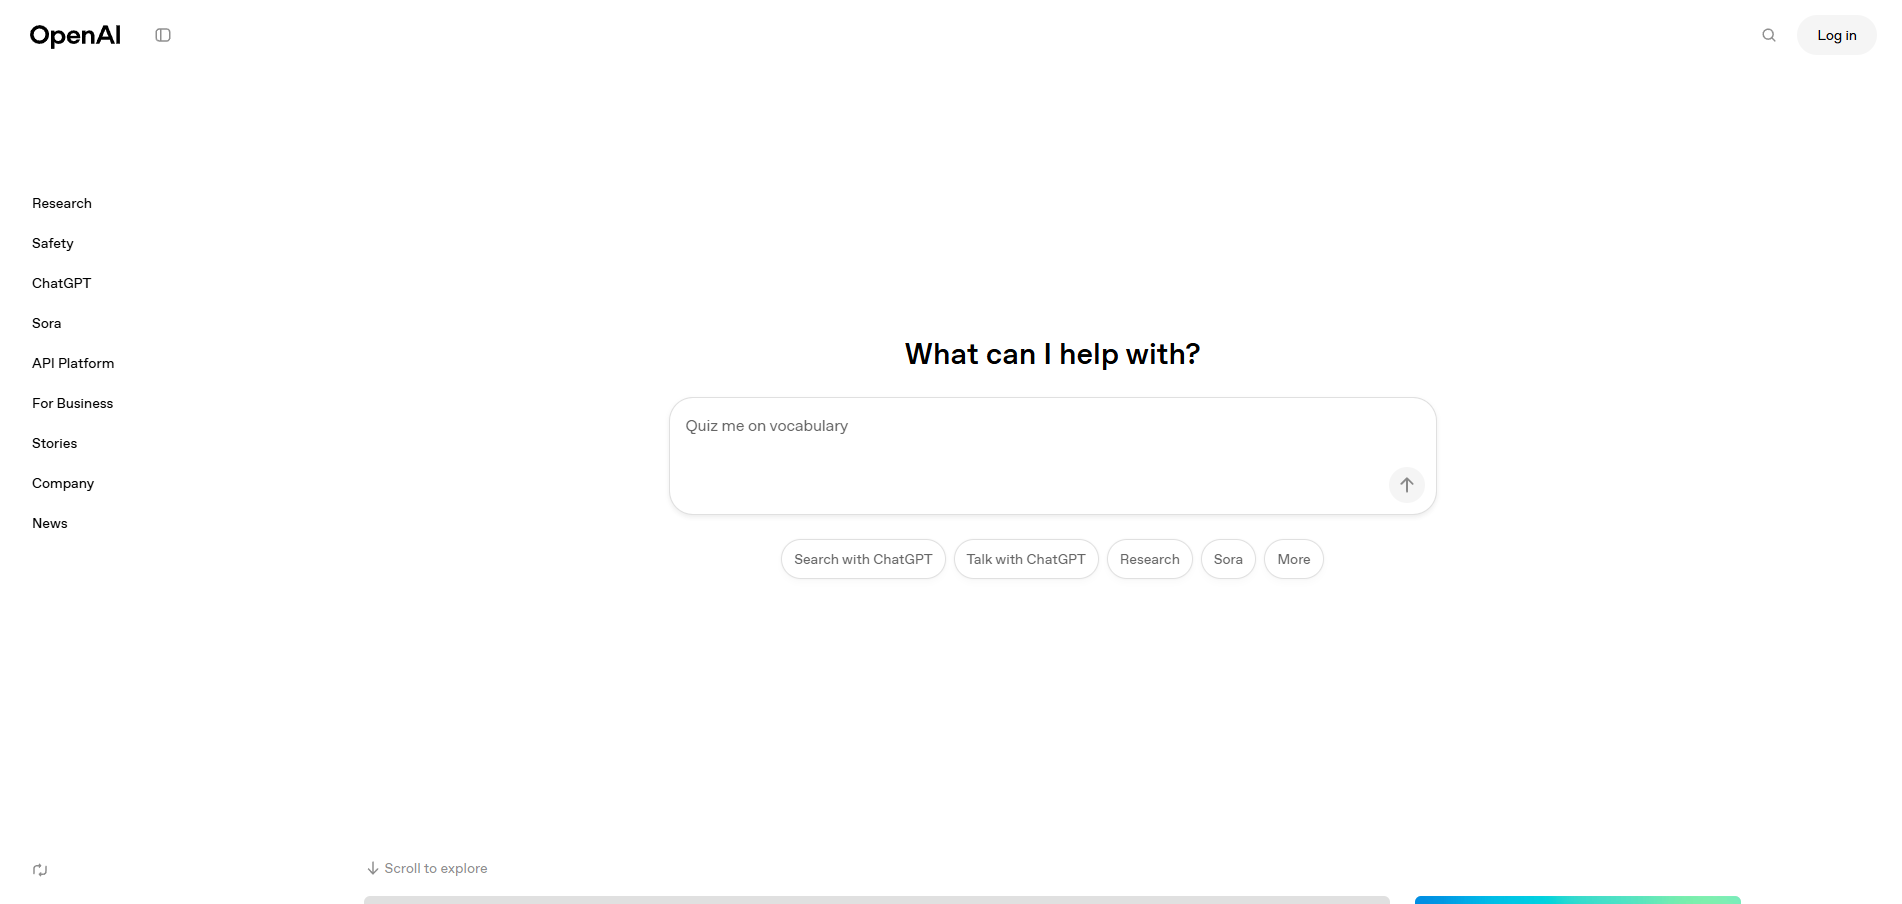 OpenAI
Log in
Research
Safety
ChatGPT
Sora
API Platform
For Business
Stories
Company
News
What can I help with?
Quiz me on vocabulary
Search with ChatGPT
Talk with ChatGPT
Research
Sora
More
Scroll to explore